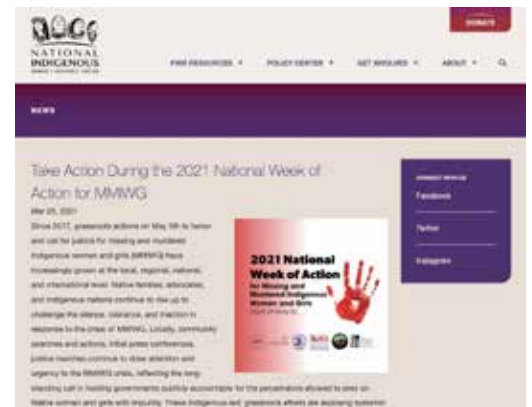 DONATE
NATIONAL
INDIGENOUS
FIND RESOURCES
POLICY CENTER
GET INVOLVED
ABOUT
NEWS
Take Action During the 2021 National Week of
Action for MMIWG
Mar 25, 2021
Since 2017, grassroots actions on May 5th to honor
and call for justice for missing and murdered
Indigenous women and girls (MMIWG) have
increasingly grown at the local, regional, national,
and international level. Native families, advocates,
and Indigenous nations continue to rise up to
challenge the silence, tolerance, and inaction in
response to the crisis of MMIWG. Locally, community
searches and actions, tribal press conferences,
justice marches continue to draw attention and
urgency to the MMIWG crisis, reflecting the long-
standing call in holding governments publicly accountable for the perpetrators allowed to prey on
Native women and girls with impunity. These Indigenous-led, grassroots efforts are exposing systemic
2021 National
Week of Action
for Missing and
Murdered Indigenous
Women and Girls
Facebook
Twitter
Instagram